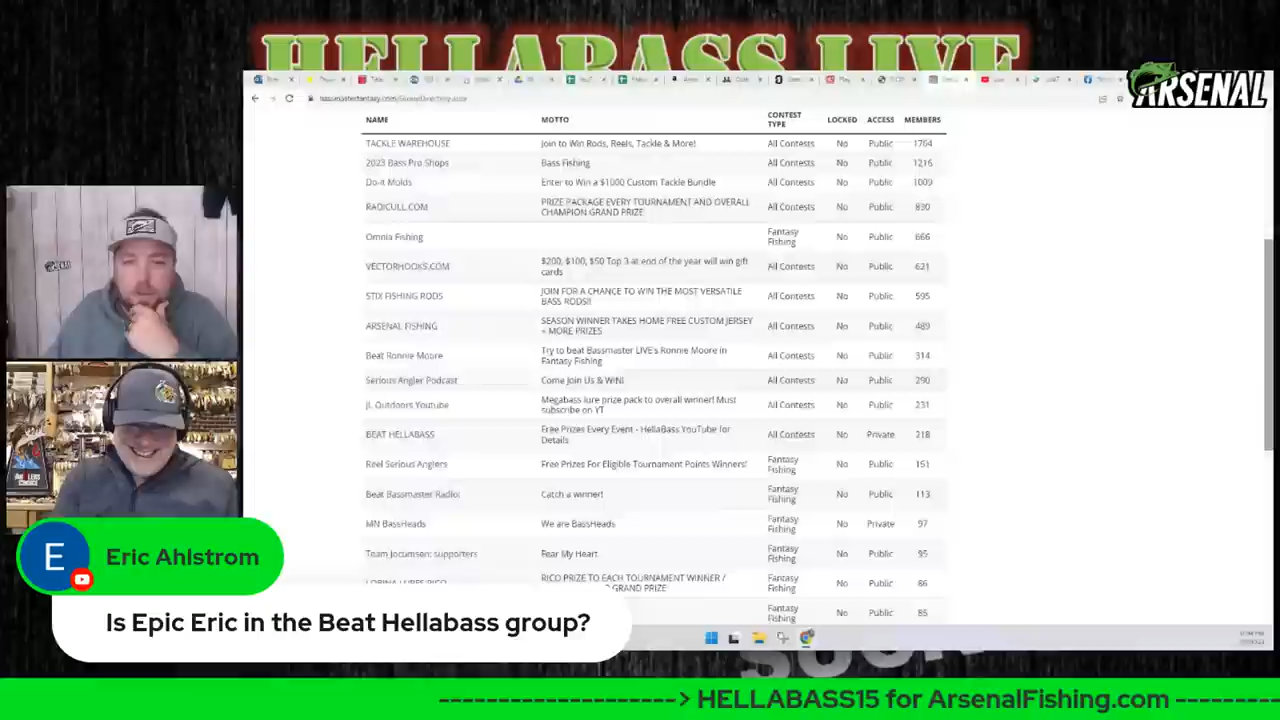 HELLABASS LIVE
ARSENAL
NAME MOTTO CONTEST TYPE LOCKED ACCESS MEMBERS
TACKLE WAREHOUSE Join to Win Rods, Reels, Tackle & More! All Contests No Public 1764
2023 Bass Pro Shops Bass Fishing All Contests No Public 1216
Do-it Molds Enter to Win a $1000 Custom Tackle Bundle All Contests No Public 1009
RADICULL.COM PRIZE PACKAGE EVERY TOURNAMENT AND OVERALL All Contests No Public 830
CHAMPION GRAND PRIZE
Omnia Fishing Fantasy Fishing No Public 666
VECTORHOOKS.COM $200, $100, $50 Top 3 at end of the year will win gift All Contests No Public 621
cards
STIX FISHING RODS JOIN FOR A CHANCE TO WIN THE MOST VERSATILE All Contests No Public 595
BASS RODS!!
ARSENAL FISHING SEASON WINNER TAKES HOME FREE CUSTOM JERSEY All Contests No Public 489
+ MORE PRIZES
Beat Ronnie Moore Try to beat Bassmaster LIVE's Ronnie Moore in All Contests No Public 314
Fantasy Fishing
Serious Angler Podcast Come Join Us & WIN! All Contests No Public 290
JL Outdoors Youtube Megabass lure prize pack to overall winner! Must All Contests No Public 231
subscribe on YT
BEAT HELLABASS Free Prizes Every Event - HellaBass YouTube for All Contests No Private 218
Details
Reel Serious Anglers Free Prizes For Eligible Tournament Points Winners! Fantasy Fishing No Public 151
Beat Bassmaster Radio! Catch a winner! Fantasy Fishing No Public 113
MN BassHeads We are BassHeads Fantasy Fishing No Private 97
Team Jocumsen: supporters Fear My Heart Fantasy Fishing No Public 95
RICO PRIZE TO EACH TOURNAMENT WINNER / Fantasy Fishing No Public 86
GRAND PRIZE
Fantasy Fishing No Public 85
E
Eric Ahlstrom
Is Epic Eric in the Beat Hellabass group?
--------------------> HELLABASS15 for ArsenalFishing.com ---------